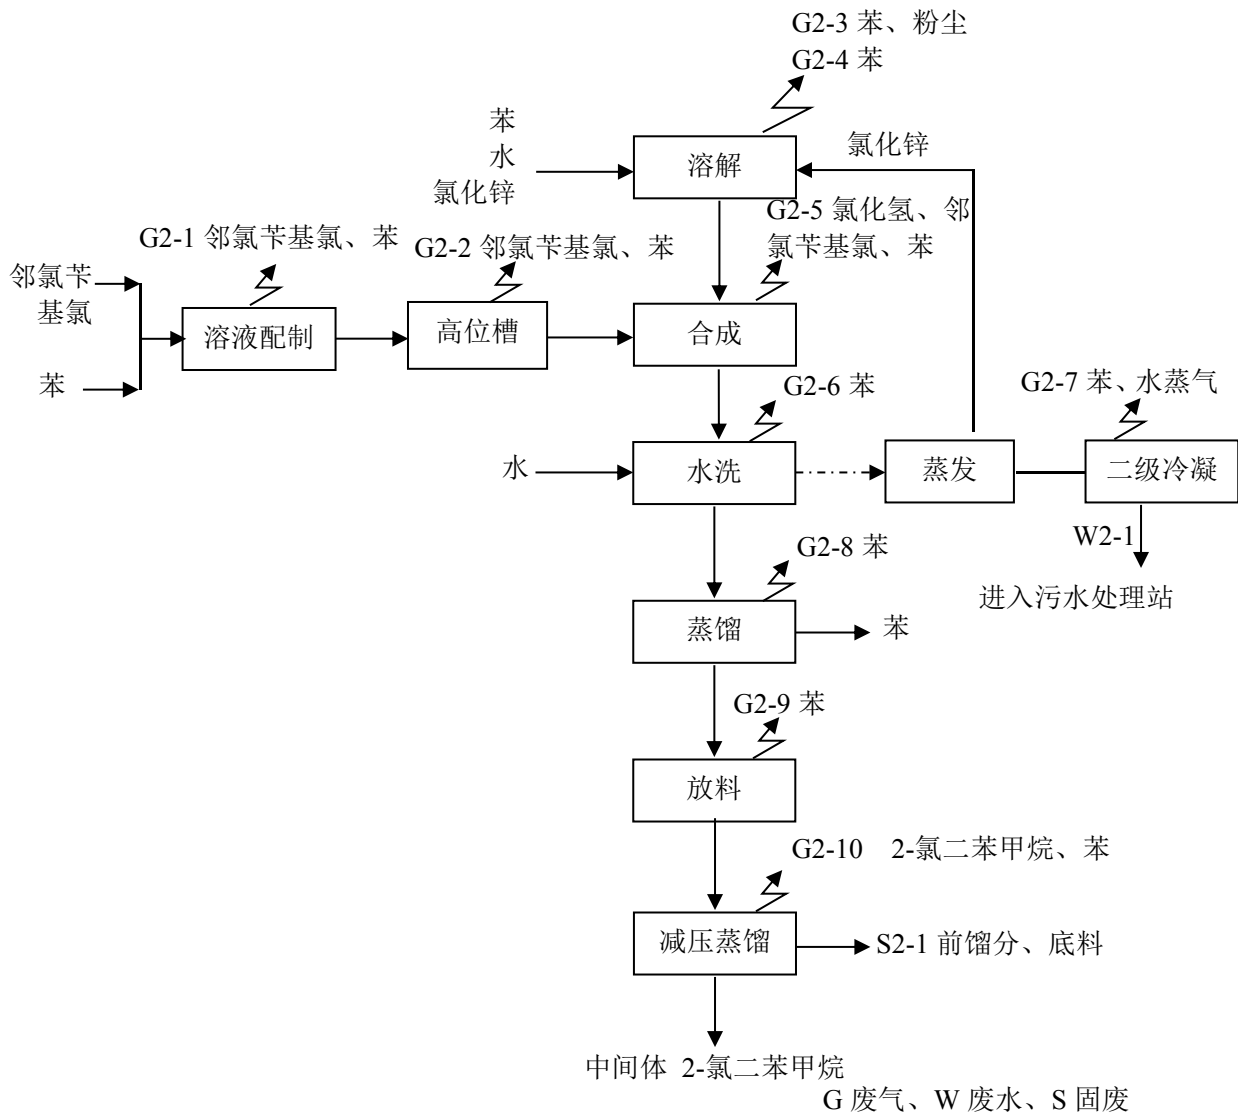 G2-3 苯、粉尘
G2-4 苯
苯
水
氯化锌
溶解
氯化锌
G2-1 邻氯苄基氯、苯
G2-2 邻氯苄基氯、苯
G2-5 氯化氢、邻
氯苄基氯、苯
邻氯苄
基氯
苯
溶液配制
高位槽
合成
G2-6 苯
G2-7 苯、水蒸气
水
水洗
蒸发
二级冷凝
W2-1
进入污水处理站
G2-8 苯
蒸馏
苯
G2-9 苯
放料
G2-10 2-氯二苯甲烷、苯
减压蒸馏
S2-1 前馏分、底料
中间体 2-氯二苯甲烷
G 废气、W 废水、S 固废